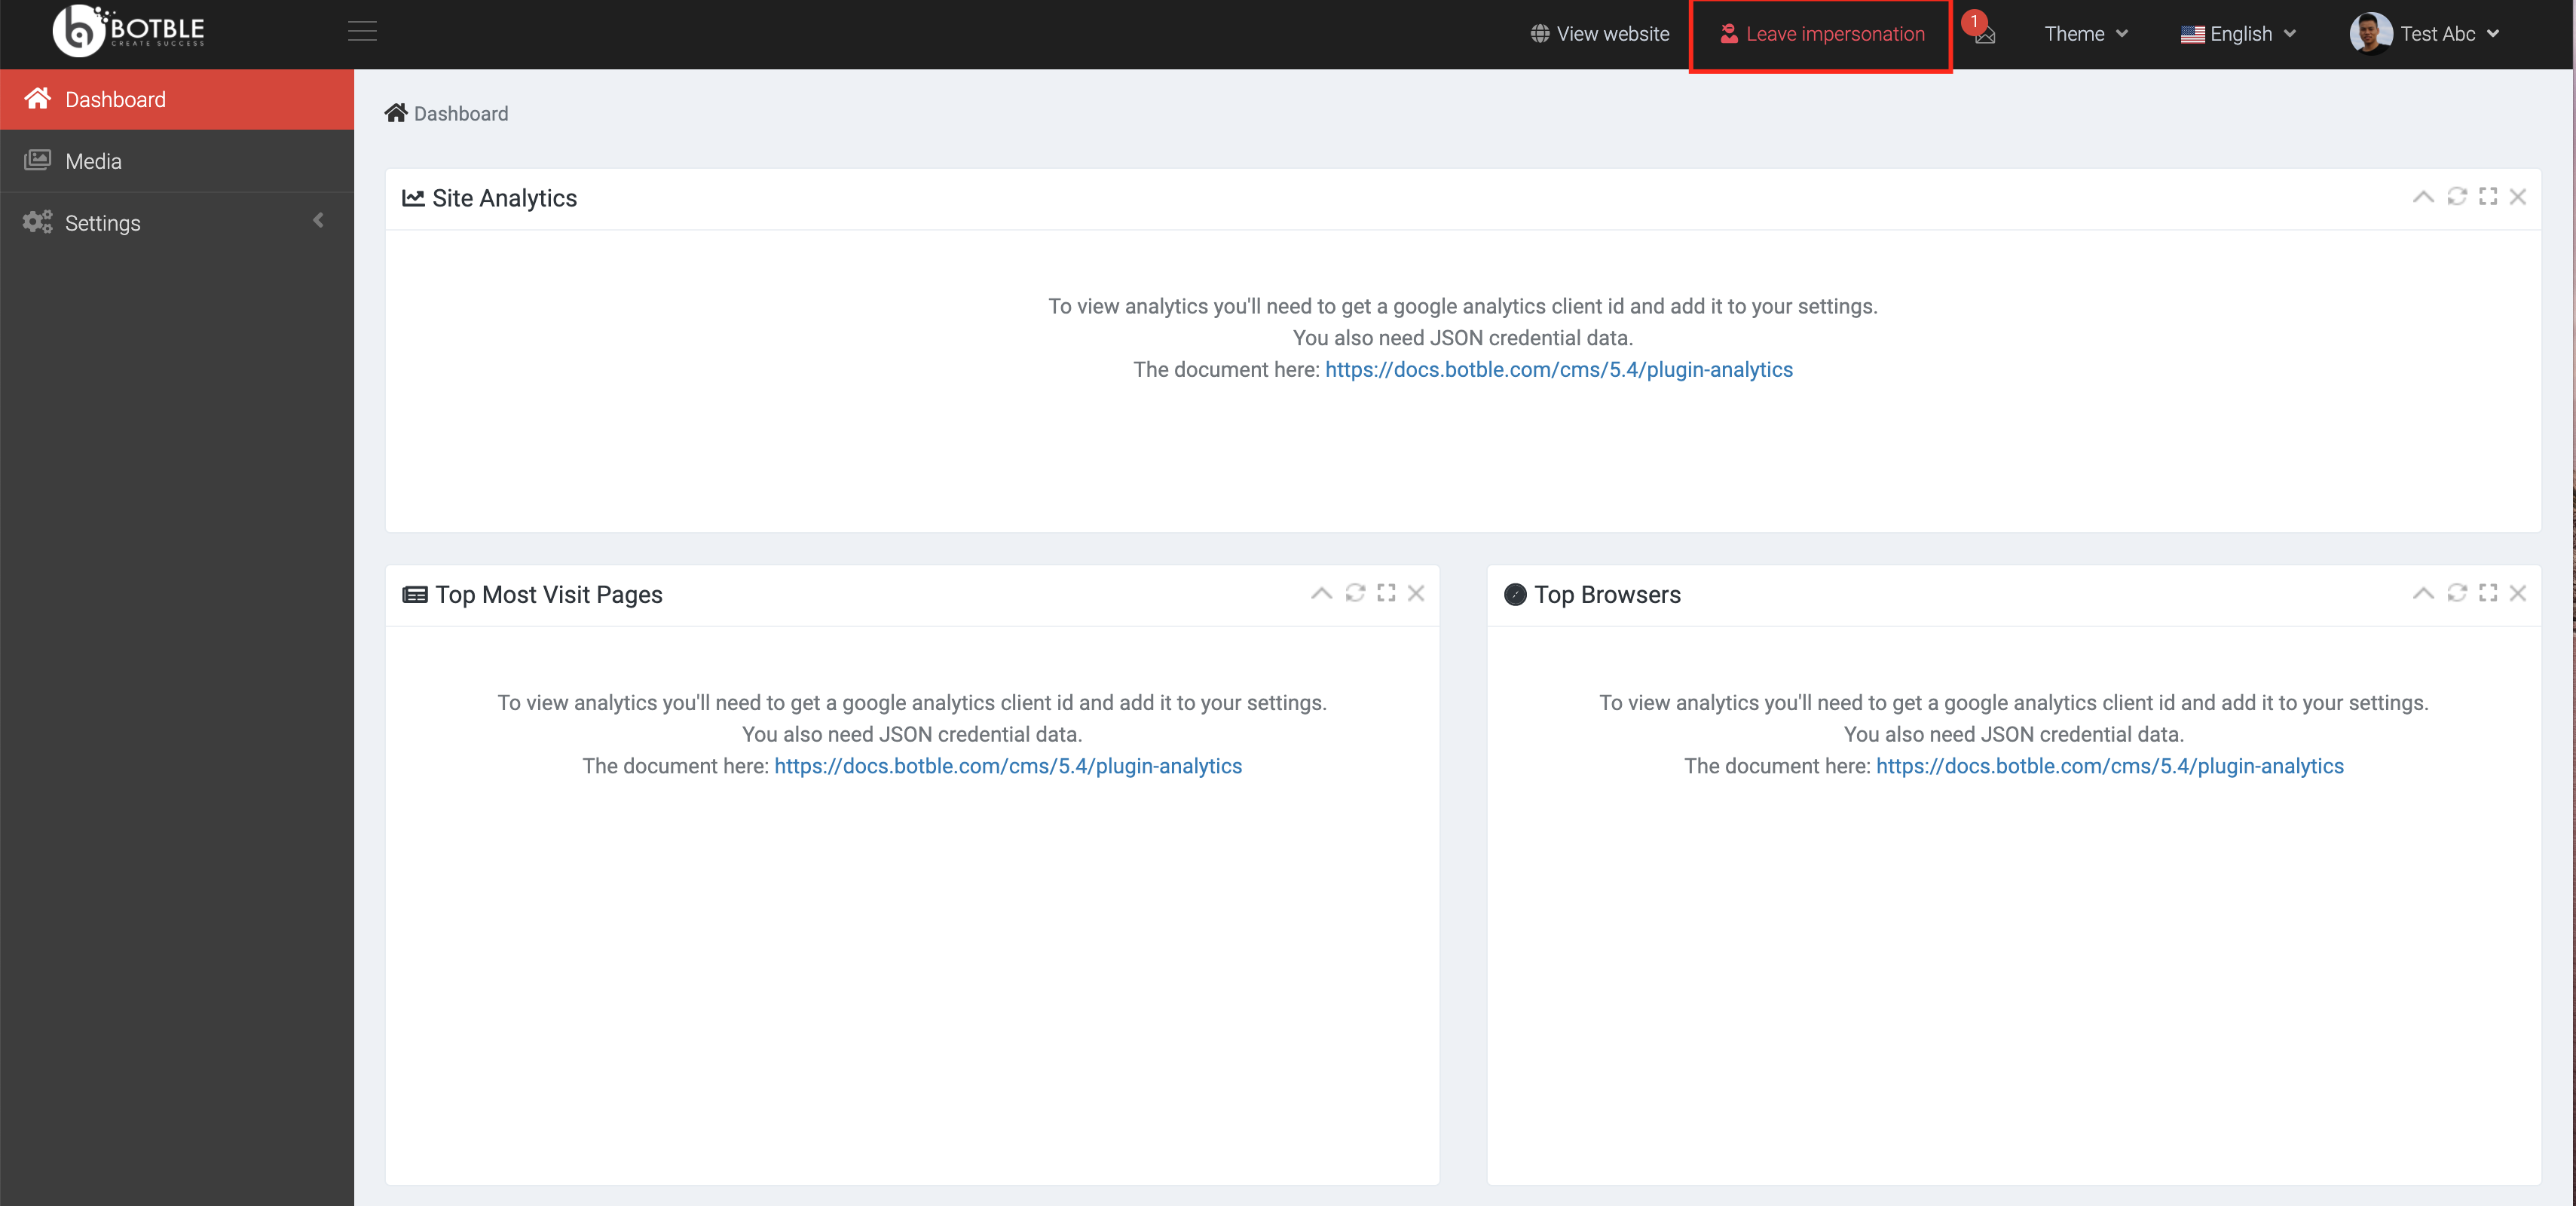 BOTBLE
CREATE SUCCESS
View website
Leave impersonation
1
Theme
English
Test Abc
Dashboard
Media
Settings
Dashboard
Site Analytics
To view analytics you'll need to get a google analytics client id and add it to your settings.
You also need JSON credential data.
The document here: https://docs.botble.com/cms/5.4/plugin-analytics
Top Most Visit Pages
To view analytics you'll need to get a google analytics client id and add it to your settings.
You also need JSON credential data.
The document here: https://docs.botble.com/cms/5.4/plugin-analytics
Top Browsers
To view analytics you'll need to get a google analytics client id and add it to your settings.
You also need JSON credential data.
The document here: https://docs.botble.com/cms/5.4/plugin-analytics